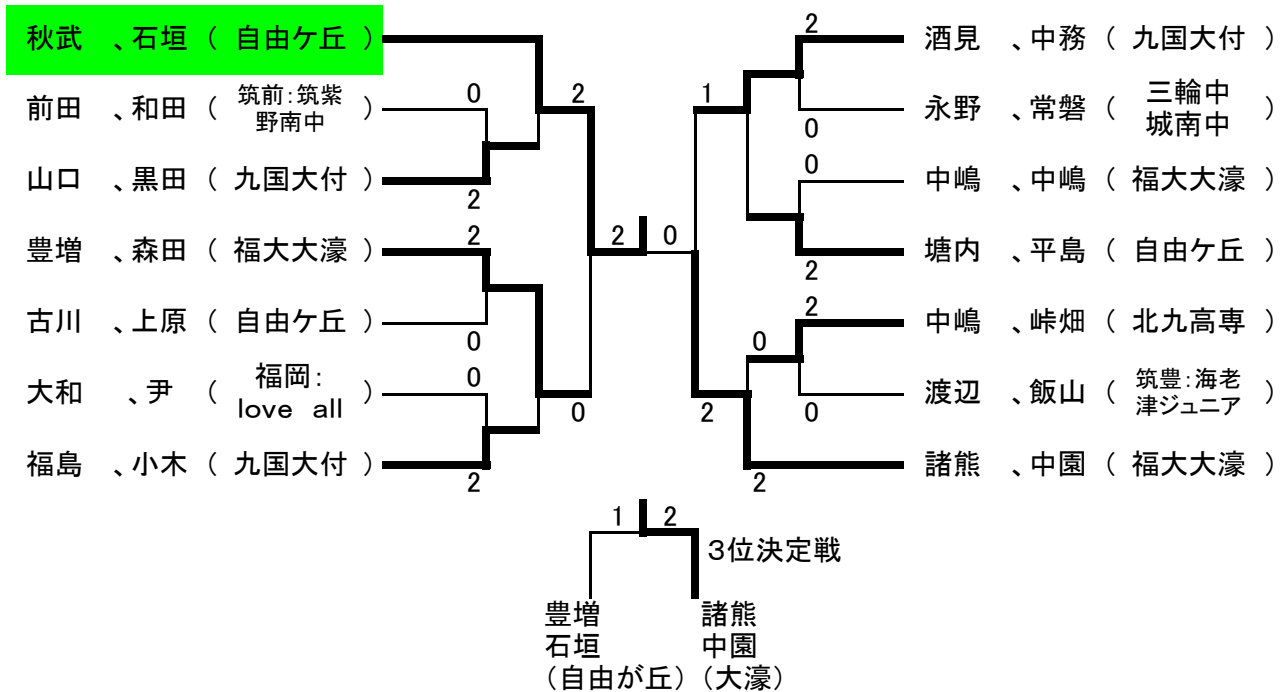 秋武 、石垣 ( 自由ケ丘 )
前田 、和田 ( 筑前：筑紫
野南中 )
山口 、黒田 ( 九国大付 )
豊増 、森田 ( 福大大濠 )
古川 、上原 ( 自由ケ丘 )
大和 、尹 ( 福岡：
love all )
福島 、小木 ( 九国大付 )
0
2
2
0
0
2
2
0
2 0
1
2
2
0
0
2
2
0
0
2
酒見 、中務 ( 九国大付 )
永野 、常磐 ( 三輪中
城南中 )
中嶋 、中嶋 ( 福大大濠 )
塘内 、平島 ( 自由ケ丘 )
中嶋 、峠畑 ( 北九高専 )
渡辺 、飯山 ( 筑豊：海老
津ジュニア )
諸熊 、中園 ( 福大大濠 )
1 2
３位決定戦
豊増
石垣
(自由が丘)
諸熊
中園
(大濠)